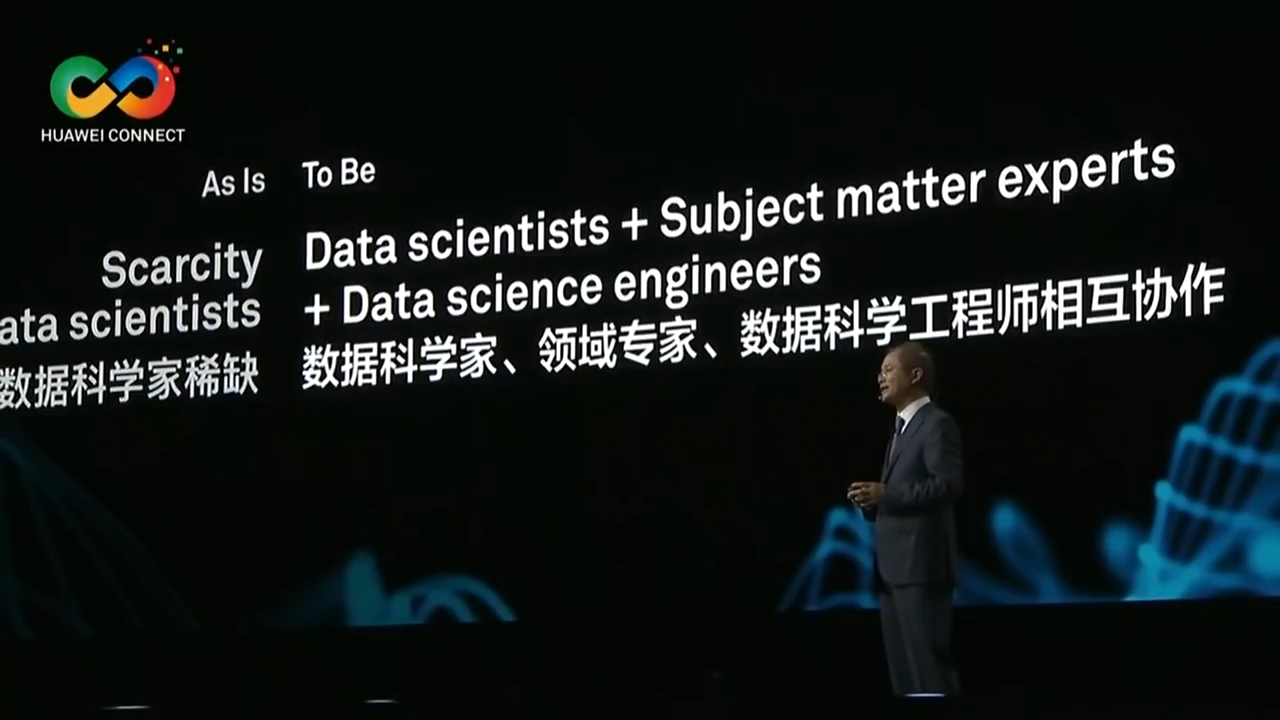 HUAWEI CONNECT
As Is
To Be
Scarcity
ata scientists
数据科学家稀缺
Data scientists + Subject matter experts
+ Data science engineers
数据科学家、领域专家、数据科学工程师相互协作